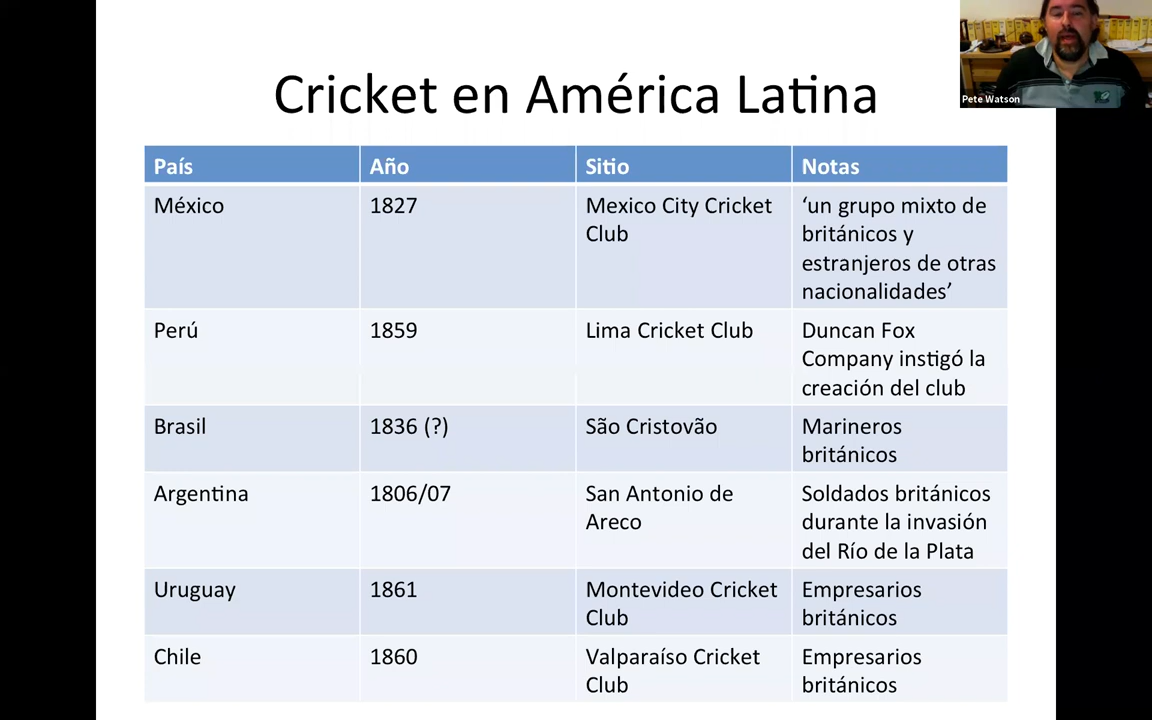 Cricket en América Latina
Pete Watson
País Año Sitio Notas
México 1827 Mexico City Cricket Club ‘un grupo mixto de británicos y estranjeros de otras nacionalidades’
Perú 1859 Lima Cricket Club Duncan Fox Company instigó la creación del club
Brasil 1836 (?) São Cristovão Marineros británicos
Argentina 1806/07 San Antonio de Areco Soldados británicos durante la invasión del Río de la Plata
Uruguay 1861 Montevideo Cricket Club Empresarios británicos
Chile 1860 Valparaíso Cricket Club Empresarios británicos